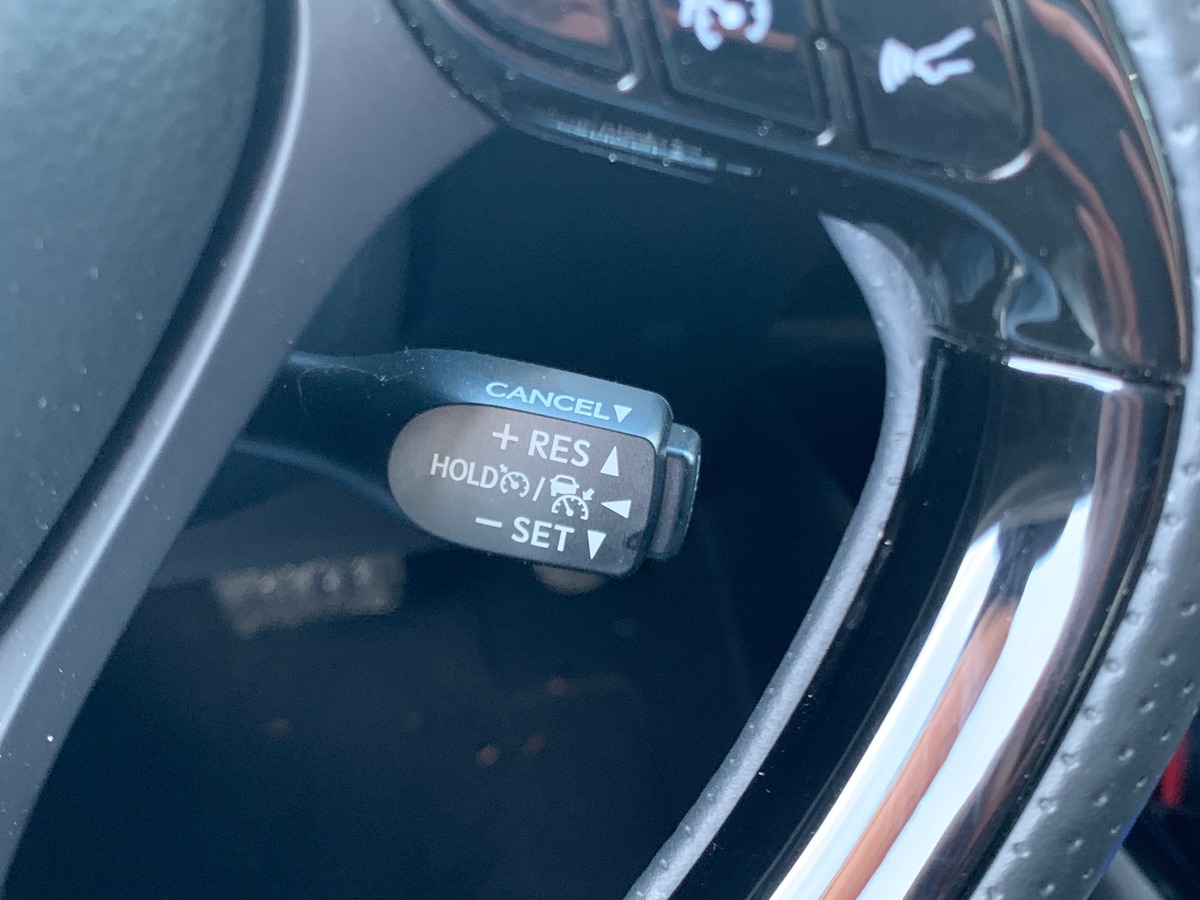 CANCEL▼
+ RES ▲
HOLD / ◀
− SET ▼